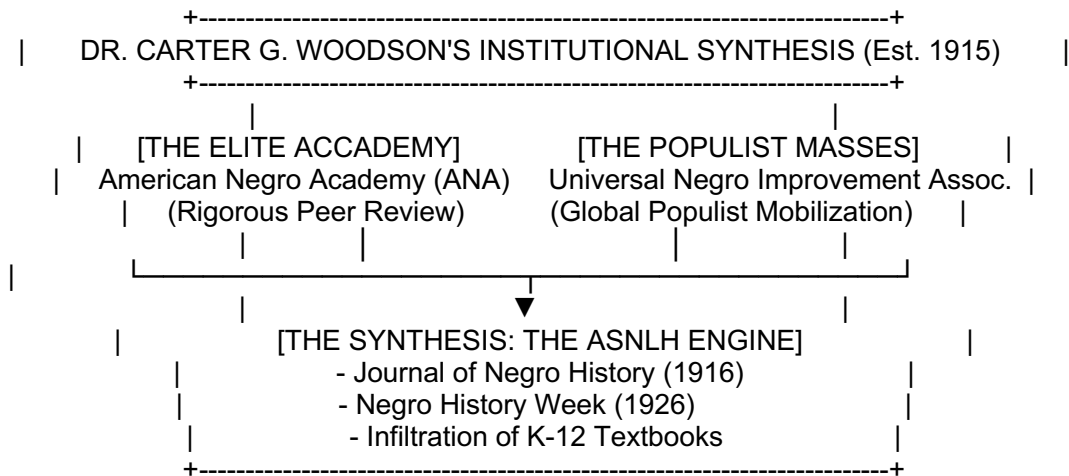 DR. CARTER G. WOODSON'S INSTITUTIONAL SYNTHESIS (Est. 1915)
[THE ELITE ACCADEMY] [THE POPULIST MASSES]
American Negro Academy (ANA) Universal Negro Improvement Assoc.
(Rigorous Peer Review) (Global Populist Mobilization)
[THE SYNTHESIS: THE ASNLH ENGINE]
- Journal of Negro History (1916)
- Negro History Week (1926)
- Infiltration of K-12 Textbooks